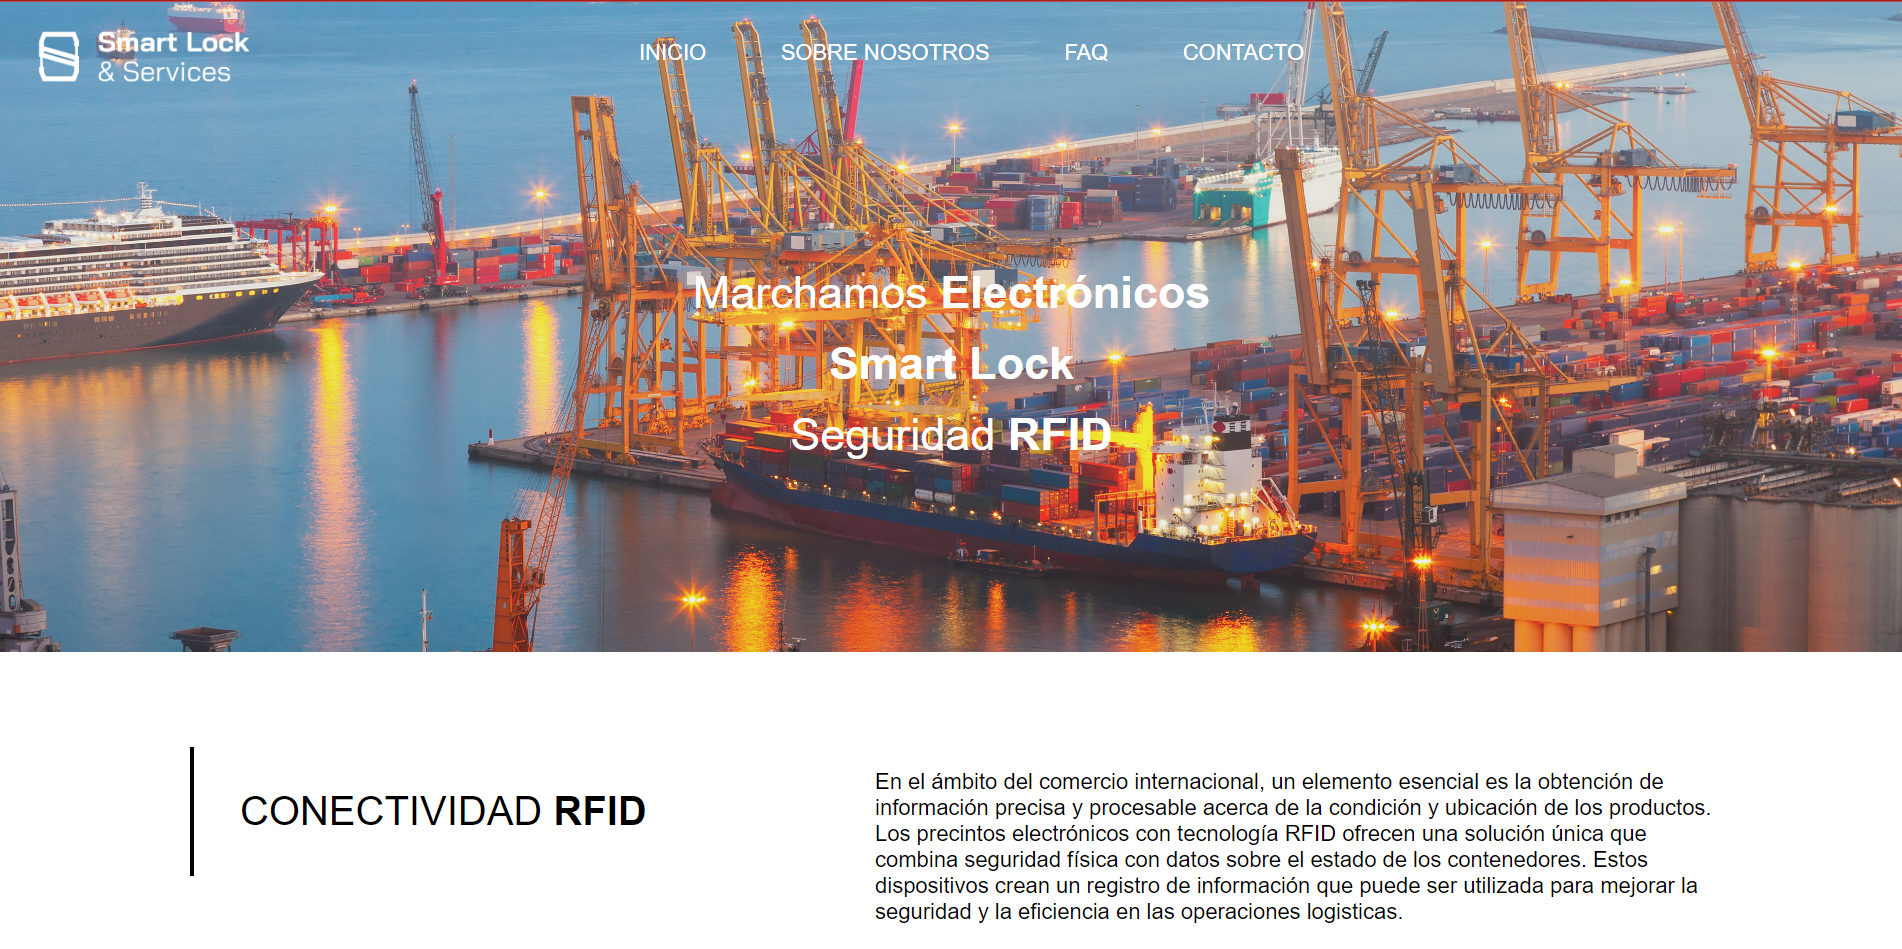 Smart Lock
& Services
INICIO SOBRE NOSOTROS FAQ CONTACTO
Marchamos Electrónicos
Smart Lock
Seguridad RFID
CONECTIVIDAD RFID
En el ámbito del comercio internacional, un elemento esencial es la obtención de
información precisa y procesable acerca de la condición y ubicación de los productos.
Los precintos electrónicos con tecnología RFID ofrecen una solución única que
combina seguridad física con datos sobre el estado de los contenedores. Estos
dispositivos crean un registro de información que puede ser utilizada para mejorar la
seguridad y la eficiencia en las operaciones logisticas.